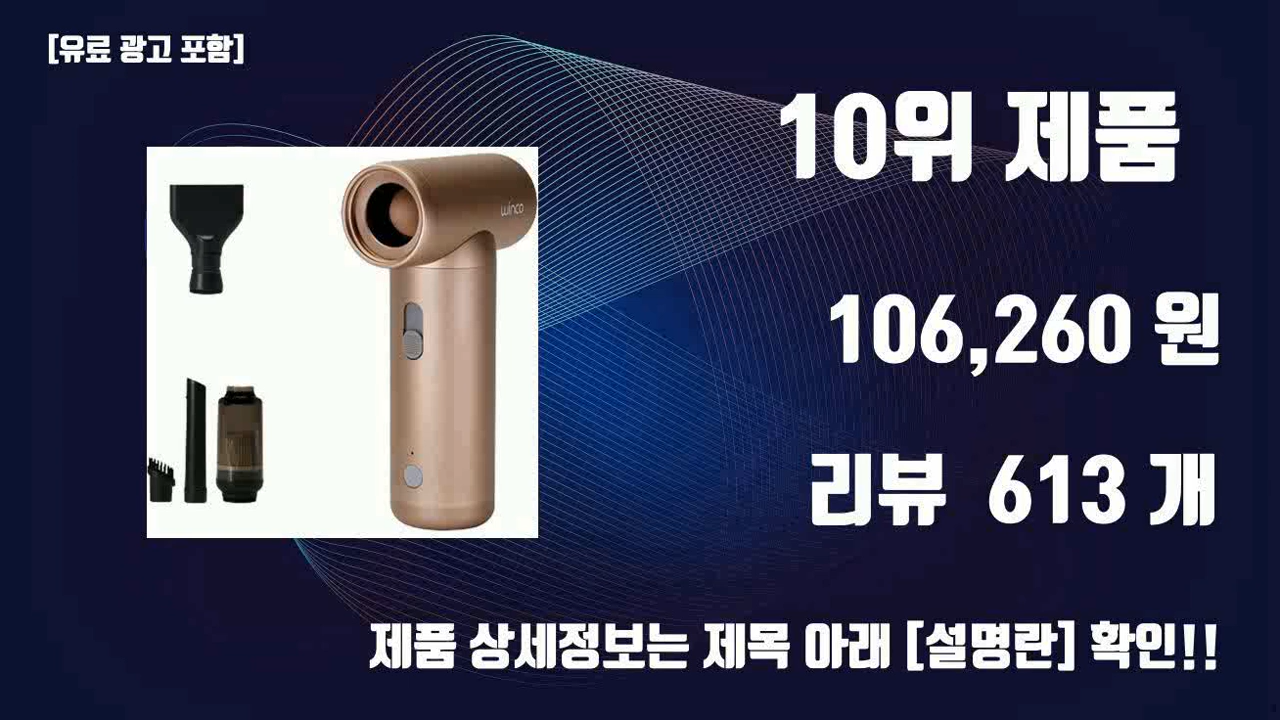 [유료 광고 포함]
10위 제품
winco
106,260 원
리뷰 613 개
제품 상세정보는 제목 아래 [설명란] 확인!!